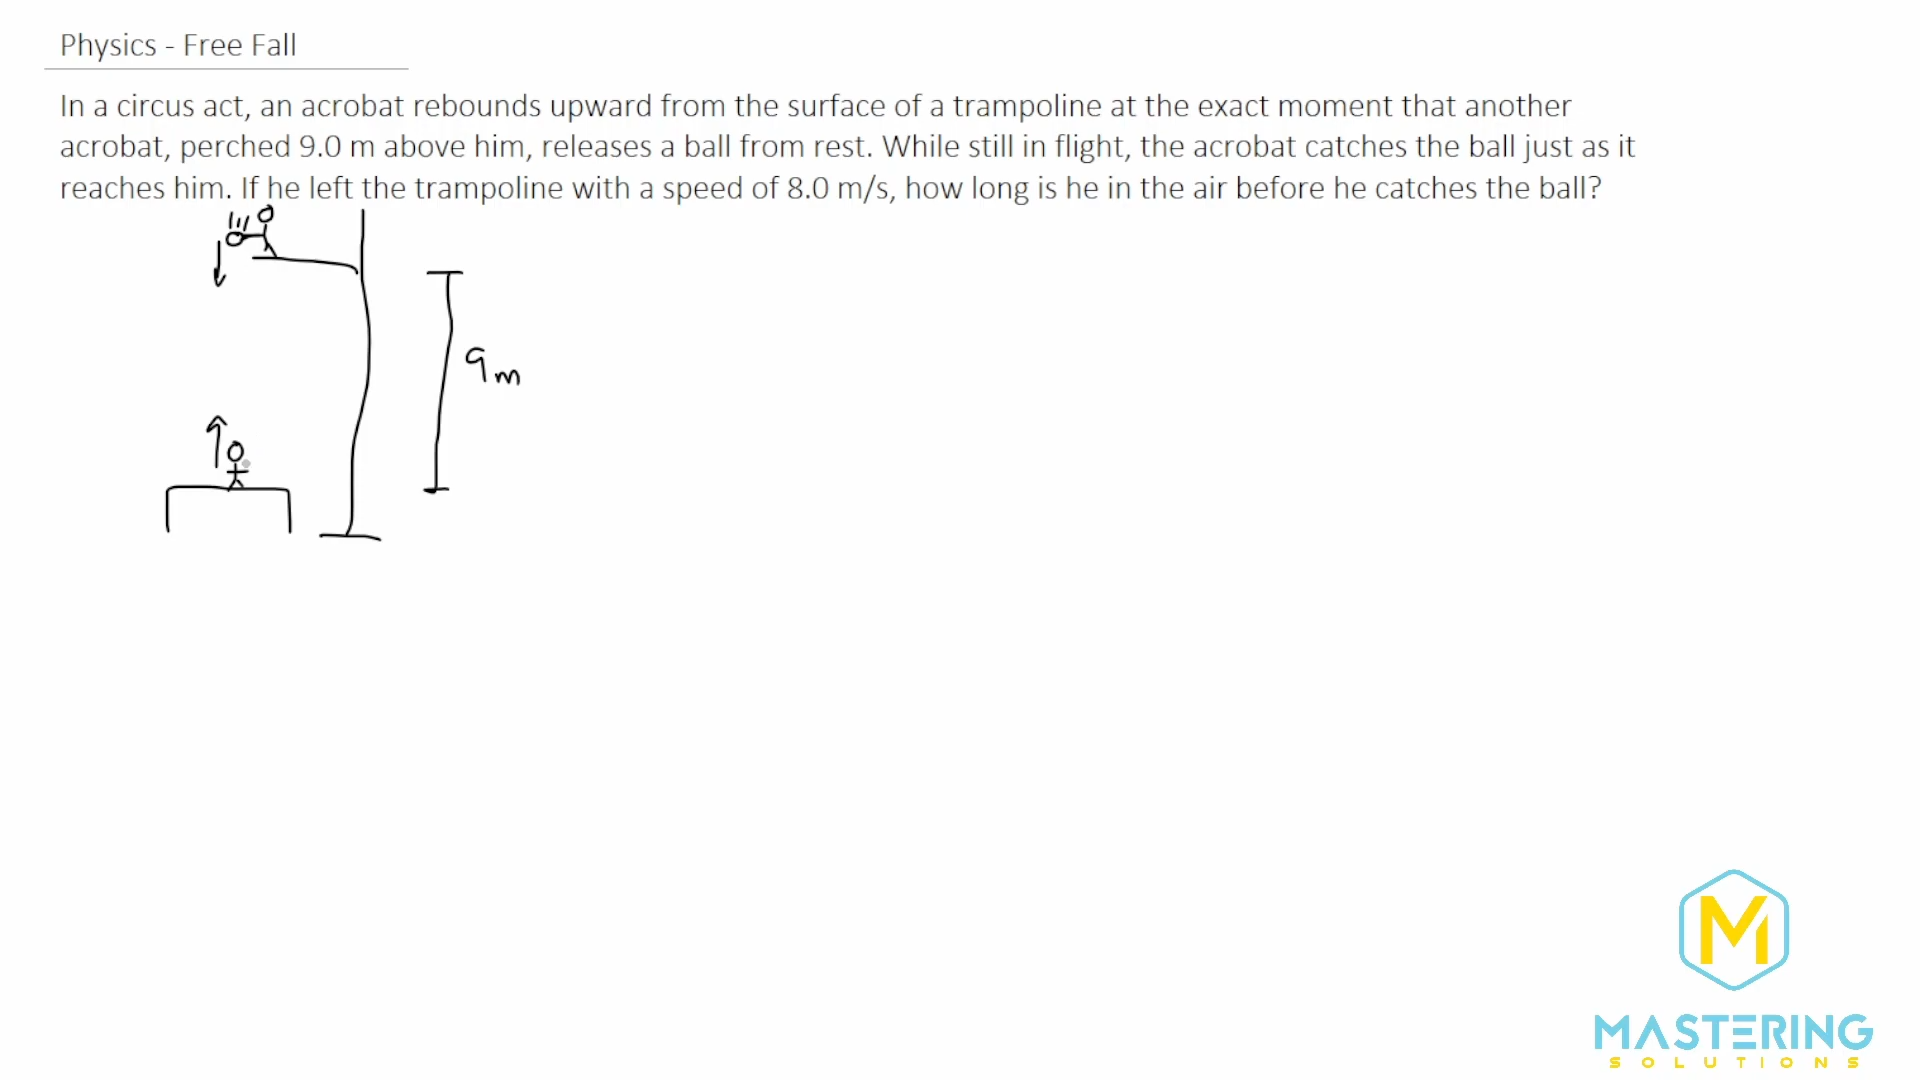 Physics - Free Fall
In a circus act, an acrobat rebounds upward from the surface of a trampoline at the exact moment that another
acrobat, perched 9.0 m above him, releases a ball from rest. While still in flight, the acrobat catches the ball just as it
reaches him. If he left the trampoline with a speed of 8.0 m/s, how long is he in the air before he catches the ball?
9m
M
MASTERING
SOLUTIONS